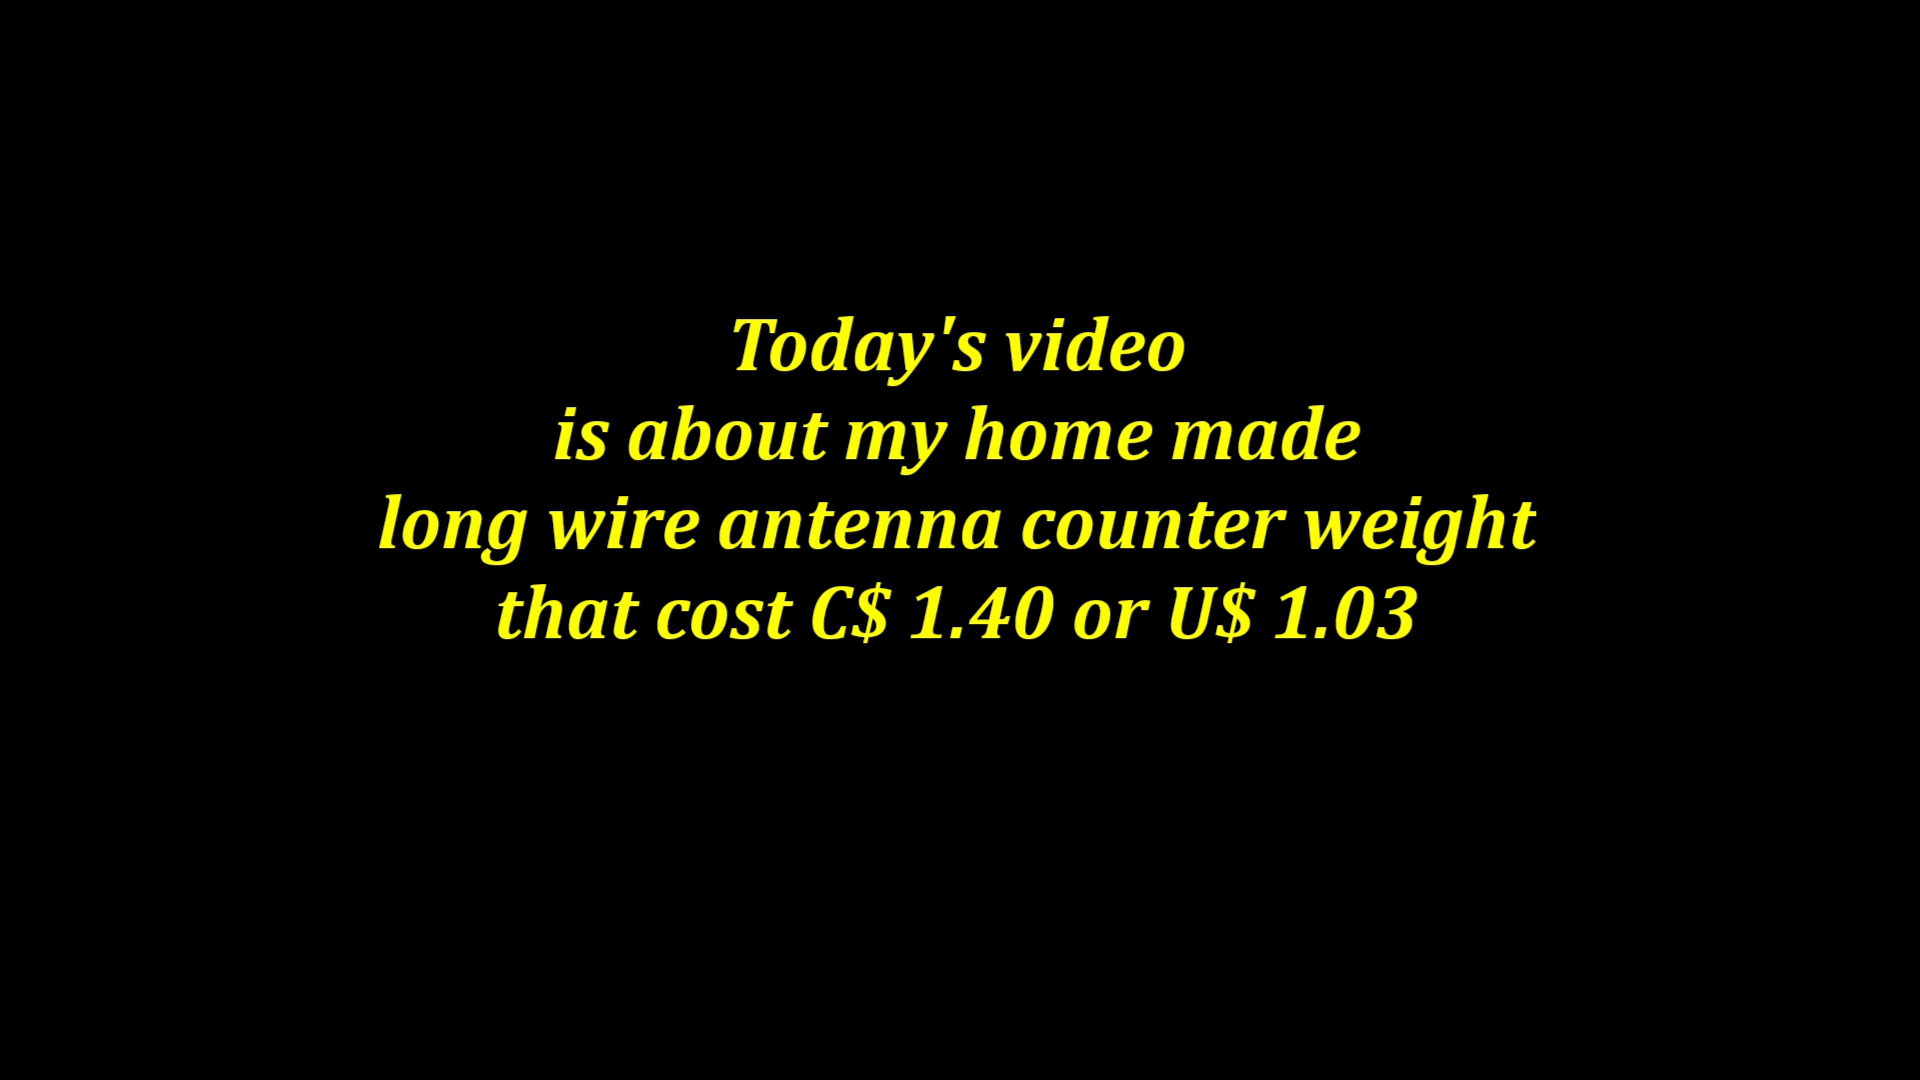 Today's video
is about my home made
long wire antenna counter weight
that cost C$ 1.40 or U$ 1.03